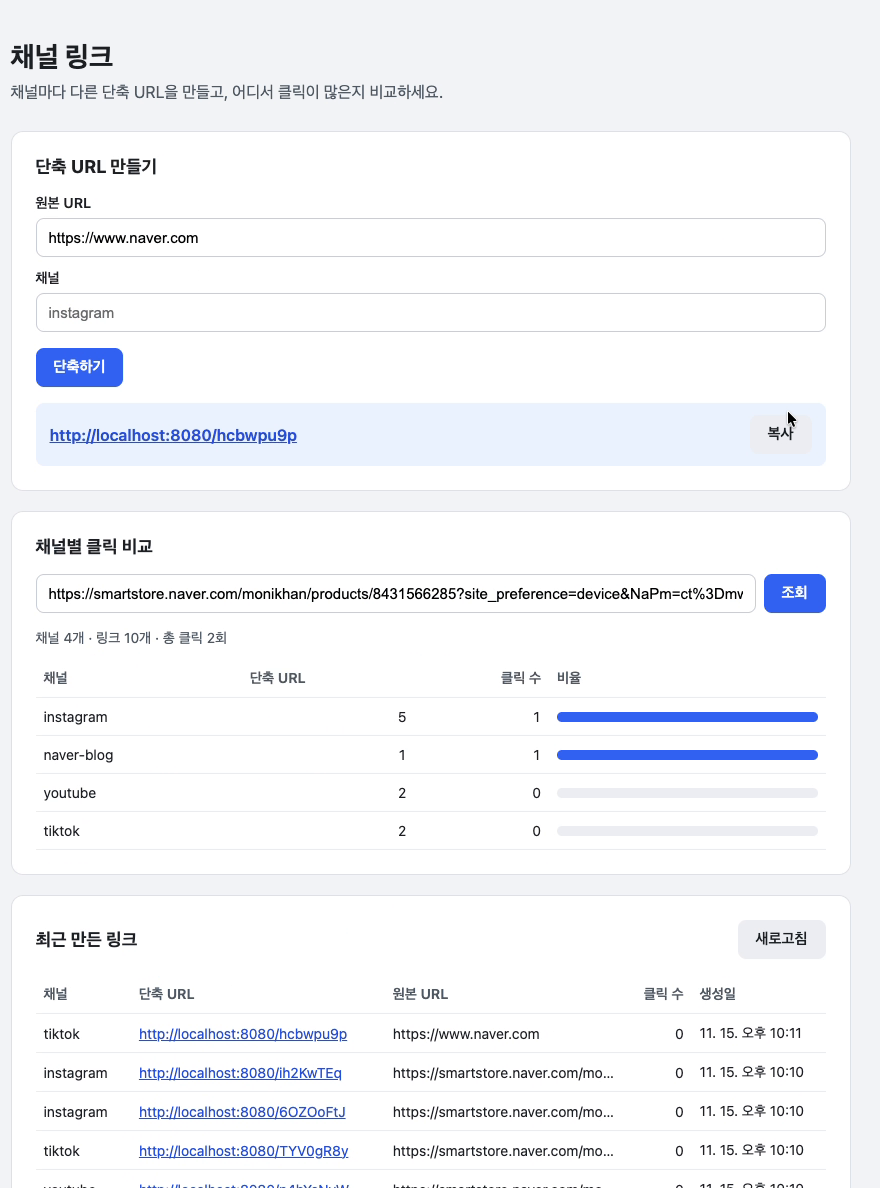 채널 링크
채널마다 다른 단축 URL을 만들고, 어디서 클릭이 많은지 비교하세요.
단축 URL 만들기
원본 URL
https://www.naver.com
채널
instagram
단축하기
http://localhost:8080/hcbwpu9p
복사
채널별 클릭 비교
https://smartstore.naver.com/monikhan/products/8431566285?site_preference=device&NaPm=ct%3Dmv
조회
채널 4개 · 링크 10개 · 총 클릭 2회
채널 단축 URL 클릭 수 비율
instagram 5 1
naver-blog 1 1
youtube 2 0
tiktok 2 0
최근 만든 링크
새로고침
채널 단축 URL 원본 URL 클릭 수 생성일
tiktok http://localhost:8080/hcbwpu9p https://www.naver.com 0 11. 15. 오후 10:11
instagram http://localhost:8080/ih2KwTEq https://smartstore.naver.com/mo... 0 11. 15. 오후 10:10
instagram http://localhost:8080/6OZOoFtJ https://smartstore.naver.com/mo... 0 11. 15. 오후 10:10
tiktok http://localhost:8080/TYV0gR8y https://smartstore.naver.com/mo... 0 11. 15. 오후 10:10